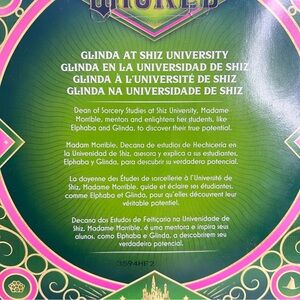 WICKED
GLINDA AT SHIZ UNIVERSITY
GLINDA EN LA UNIVERSIDAD DE SHIZ
GLINDA À L'UNIVERSITÉ DE SHIZ
GLINDA NA UNIVERSIDADE DE SHIZ
Dean of Sorcery Studies at Shiz University, Madame
Morrible, mentors and enlightens her students, like
Elphaba and Glinda, to discover their true potential.
Madam Morrible, Decana de estudios de Hechicería en
la Universidad de Shiz, asesora y explica a sus estudiantes,
Elphaba y Glinda, para descubrir su verdadero potencial.
La doyenne des Études de sorcellerie à l'Université de
Shiz, Madame Morrible, guide et éclaire ses étudiantes,
comme Elphaba et Glinda, pour qu'elles découvrent leur
véritable potentiel.
Decana dos Estudos de Feitiçaria na Universidade de
Shiz, Madame Morrible, é uma mentora e inspira seus
alunos, como Elphaba e Glinda, a descobrirem seu
verdadeiro potencial.
3594HF2